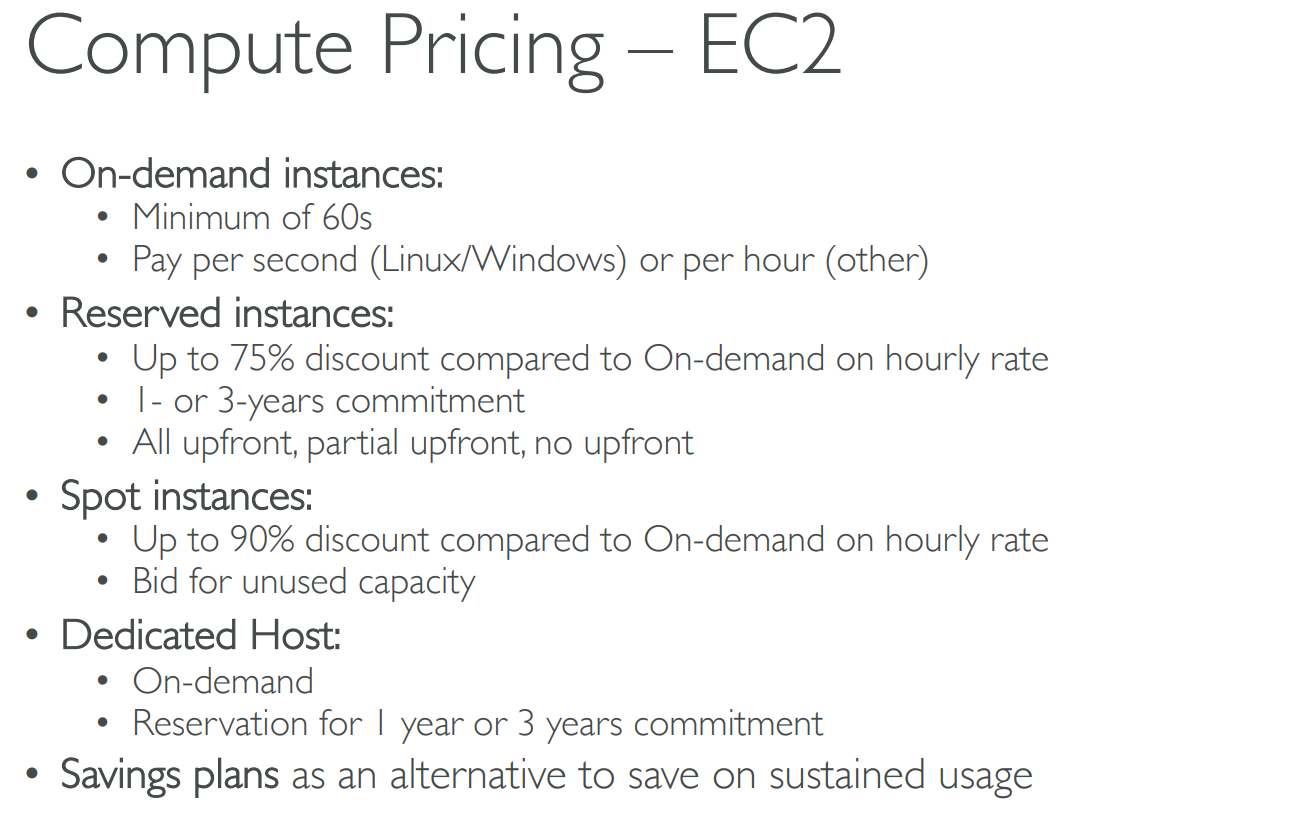 Compute Pricing – EC2
• On-demand instances:
• Minimum of 60s
• Pay per second (Linux/Windows) or per hour (other)
• Reserved instances:
• Up to 75% discount compared to On-demand on hourly rate
• 1- or 3-years commitment
• All upfront, partial upfront, no upfront
• Spot instances:
• Up to 90% discount compared to On-demand on hourly rate
• Bid for unused capacity
• Dedicated Host:
• On-demand
• Reservation for 1 year or 3 years commitment
• Savings plans as an alternative to save on sustained usage